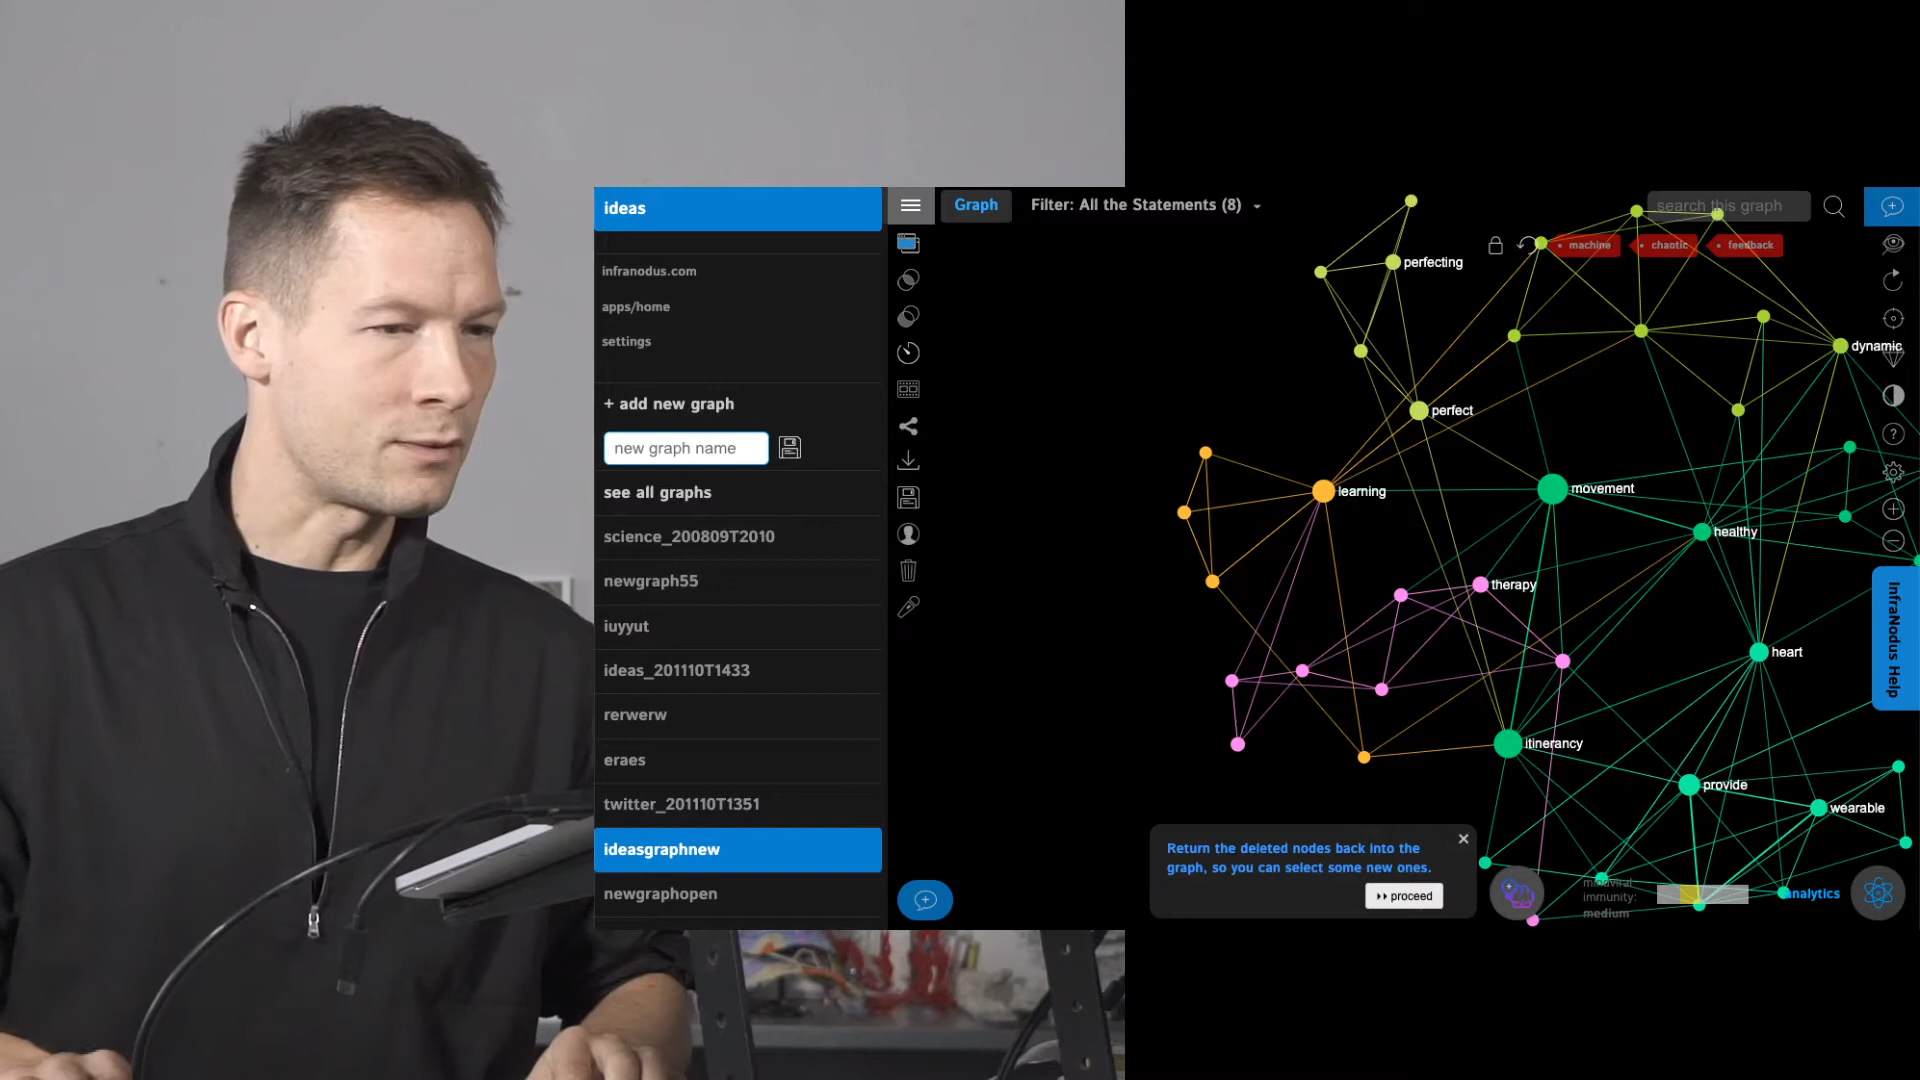 ideas
infranodus.com
apps/home
settings
+ add new graph
new graph name
see all graphs
science_200809T2010
newgraph55
iuyyut
ideas_201110T1433
rerwerw
eraes
twitter_201110T1351
ideasgraphnew
newgraphopen
Graph
Filter: All the Statements (8)
search this graph
machine
chaotic
feedback
perfecting
dynamic
perfect
learning
movement
healthy
therapy
heart
itinerancy
provide
wearable
InfraNodus Help
Return the deleted nodes back into the
graph, so you can select some new ones.
proceed
mindviral
immunity:
medium
analytics